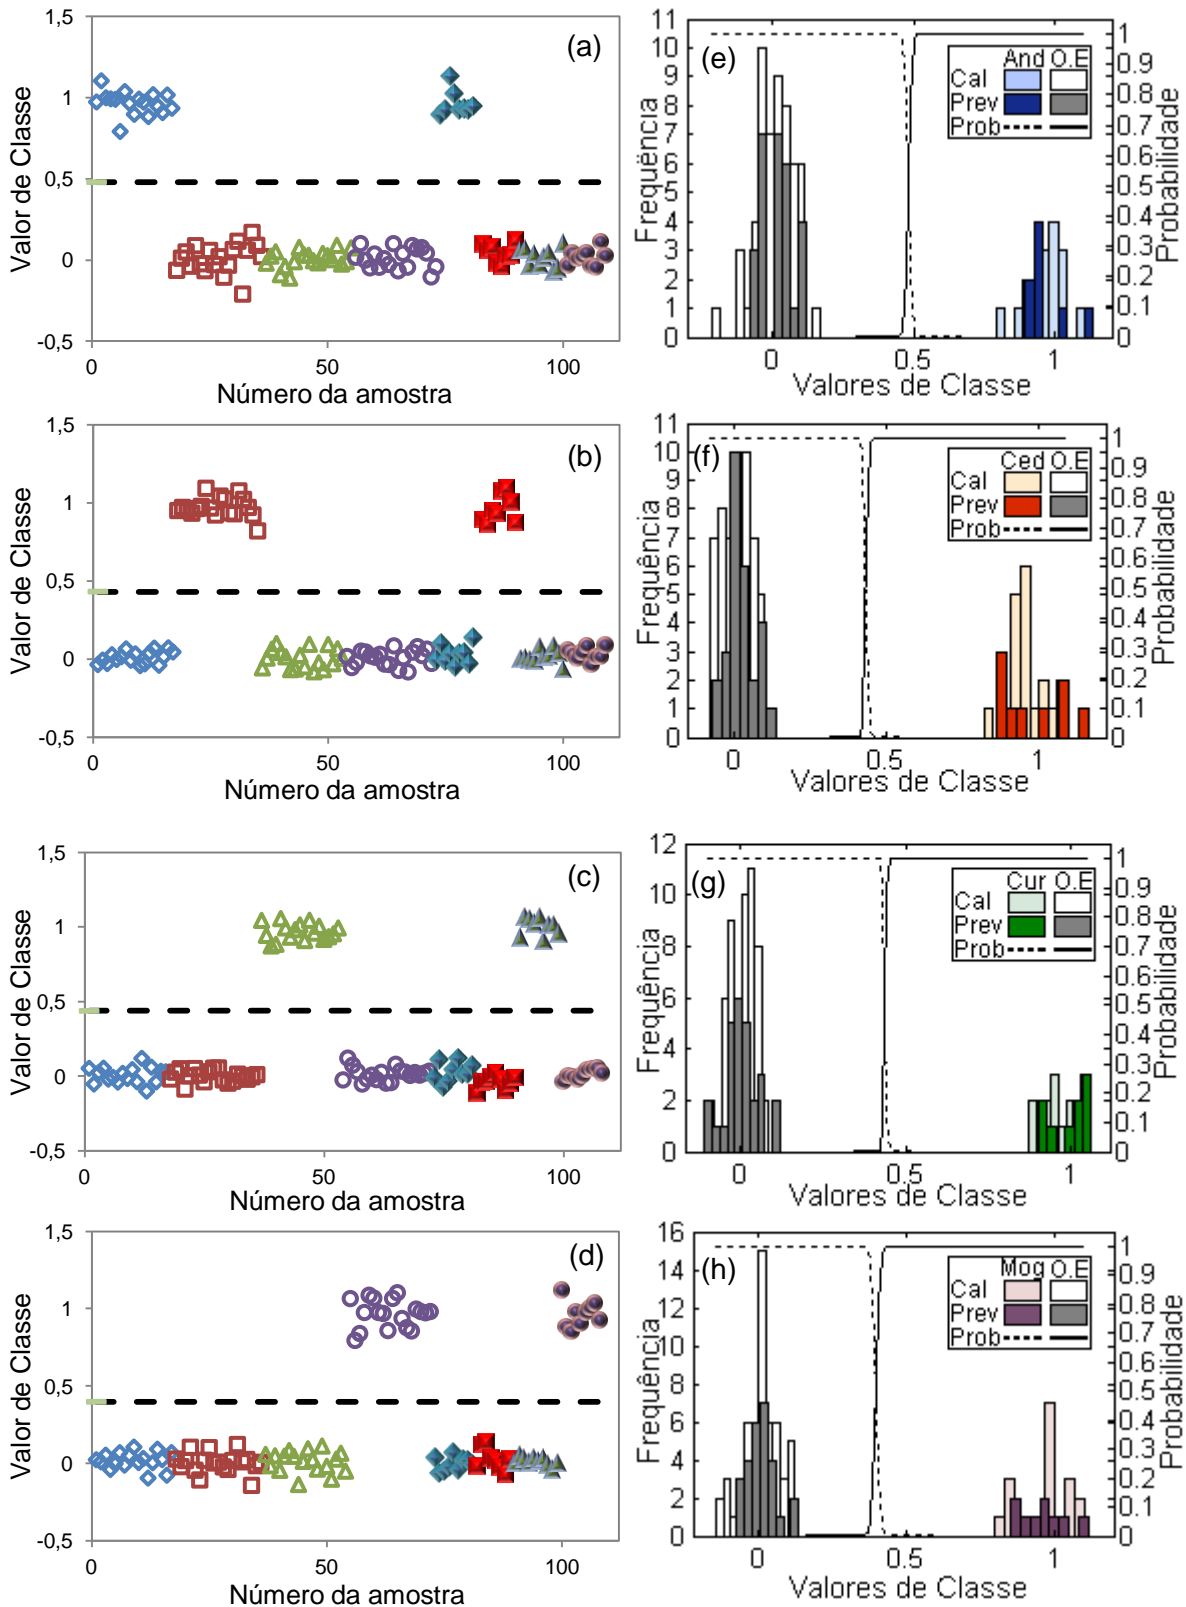 (a)
1,5
1
0,5
0
-0,5
0 50 100
Valor de Classe
Número da amostra
(e)
11
10
9
8
7
6
5
4
3
2
1
0
Frequência
0 0.5 1
Valores de Classe
1
0.9
0.8
0.7
0.6
0.5
0.4
0.3
0.2
0.1
0
Probabilidade
And O.E
Cal
Prev
Prob
(b)
1,5
1
0,5
0
-0,5
0 50 100
Valor de Classe
Número da amostra
(f)
11
10
9
8
7
6
5
4
3
2
1
0
Frequência
0 0.5 1
Valores de Classe
1
0.9
0.8
0.7
0.6
0.5
0.4
0.3
0.2
0.1
0
Probabilidade
Ced O.E
Cal
Prev
Prob
(c)
1,5
1
0,5
0
-0,5
0 50 100
Valor de Classe
Número da amostra
(g)
12
10
8
6
4
2
0
Frequência
0 0.5 1
Valores de Classe
1
0.9
0.8
0.7
0.6
0.5
0.4
0.3
0.2
0.1
0
Probabilidade
Cur O.E
Cal
Prev
Prob
(d)
1,5
1
0,5
0
-0,5
0 50 100
Valor de Classe
Número da amostra
(h)
16
14
12
10
8
6
4
2
0
Frequência
0 0.5 1
Valores de Classe
1
0.9
0.8
0.7
0.6
0.5
0.4
0.3
0.2
0.1
0
Probabilidade
Mog O.E
Cal
Prev
Prob